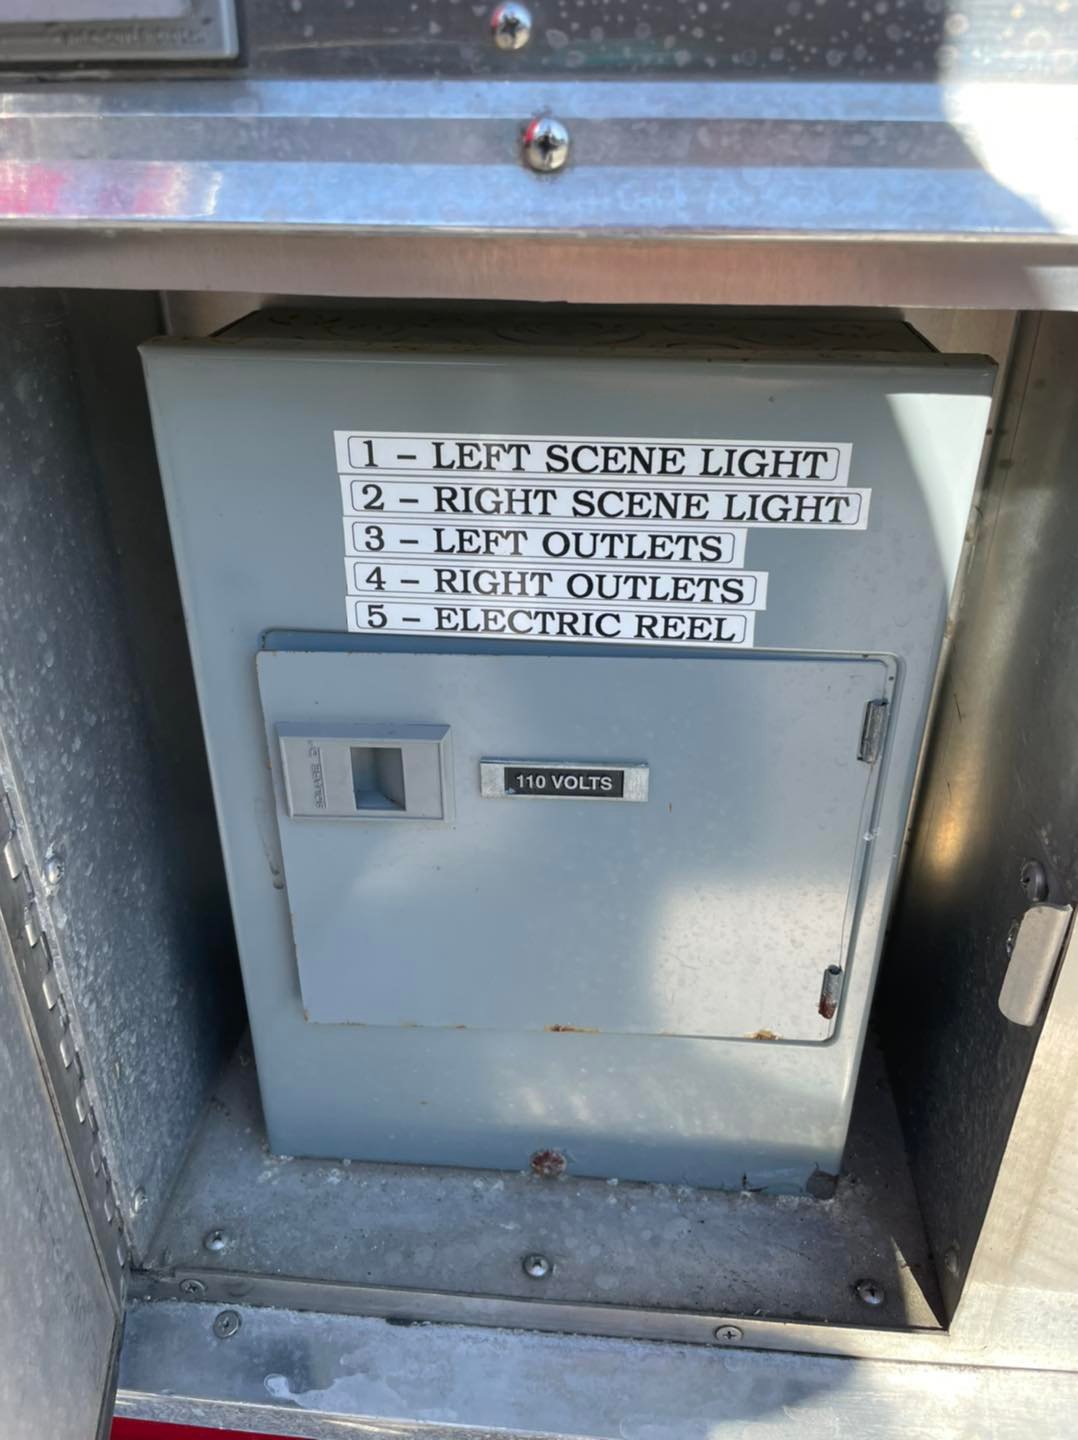 1 – LEFT SCENE LIGHT
2 – RIGHT SCENE LIGHT
3 – LEFT OUTLETS
4 – RIGHT OUTLETS
5 – ELECTRIC REEL
SQUARE D
110 VOLTS